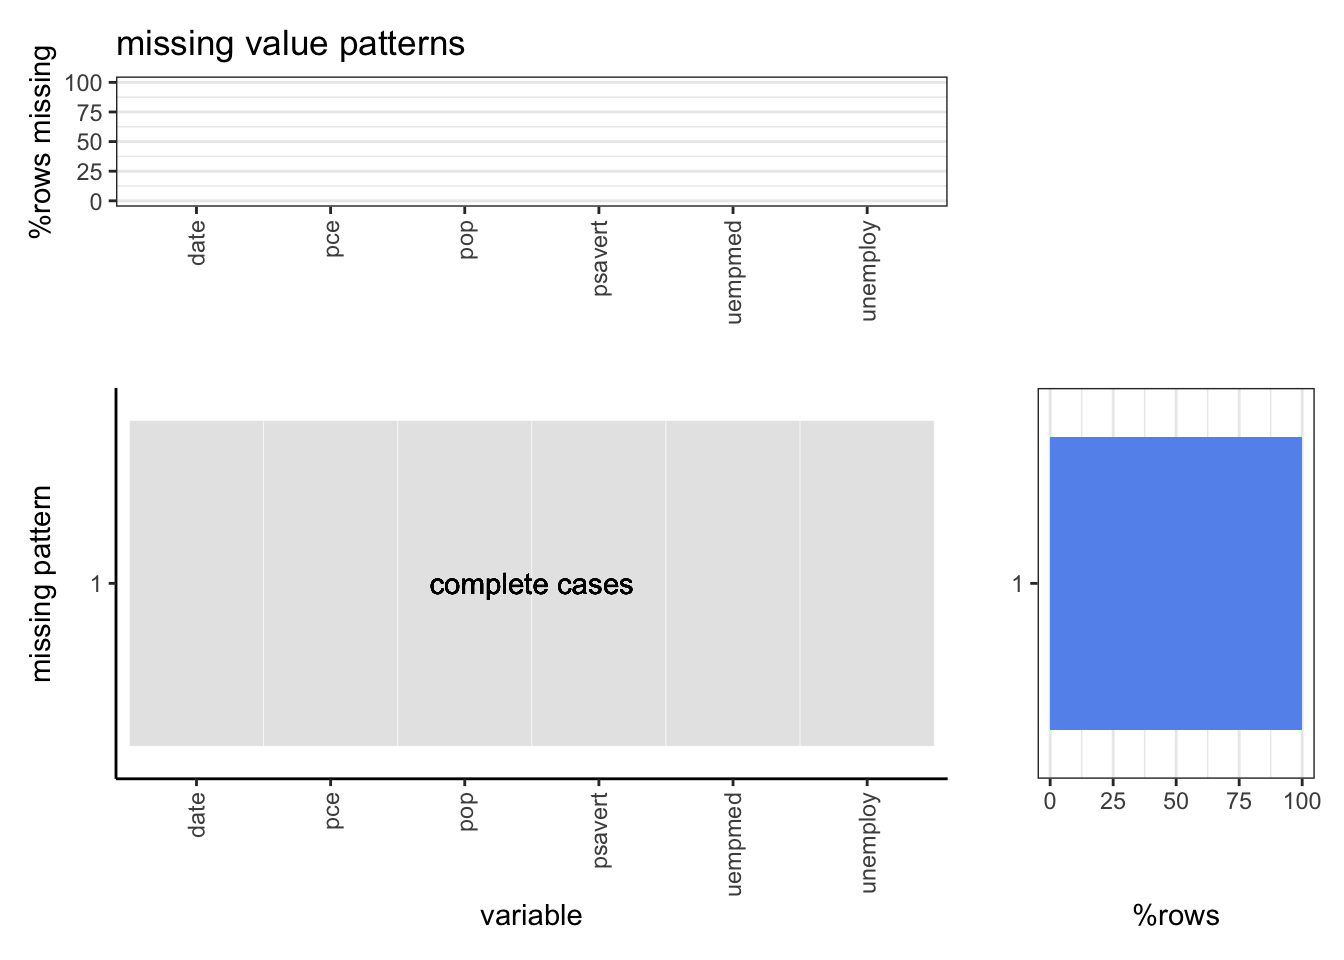 missing value patterns
%rows missing
100
75
50
25
0
date pce pop psavert uempmed unemploy
missing pattern
1
complete cases
date pce pop psavert uempmed unemploy
variable
1
0 25 50 75 100
%rows